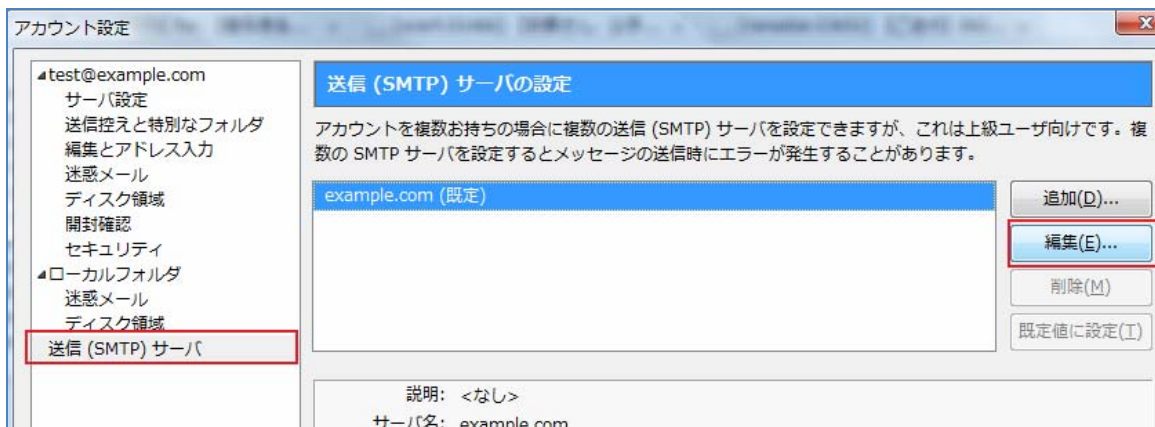 アカウント設定
test@example.com
サーバ設定
送信控えと特別なフォルダ
編集とアドレス入力
迷惑メール
ディスク領域
開封確認
セキュリティ
ローカルフォルダ
迷惑メール
ディスク領域
送信 (SMTP) サーバ
送信 (SMTP) サーバの設定
アカウントを複数お持ちの場合に複数の送信 (SMTP) サーバを設定できますが、これは上級ユーザ向けです。複
数の SMTP サーバを設定するとメッセージの送信時にエラーが発生することがあります。
example.com (既定)
追加(D)...
編集(E)...
削除(M)
既定値に設定(T)
説明: <なし>
サーバ名: example.com